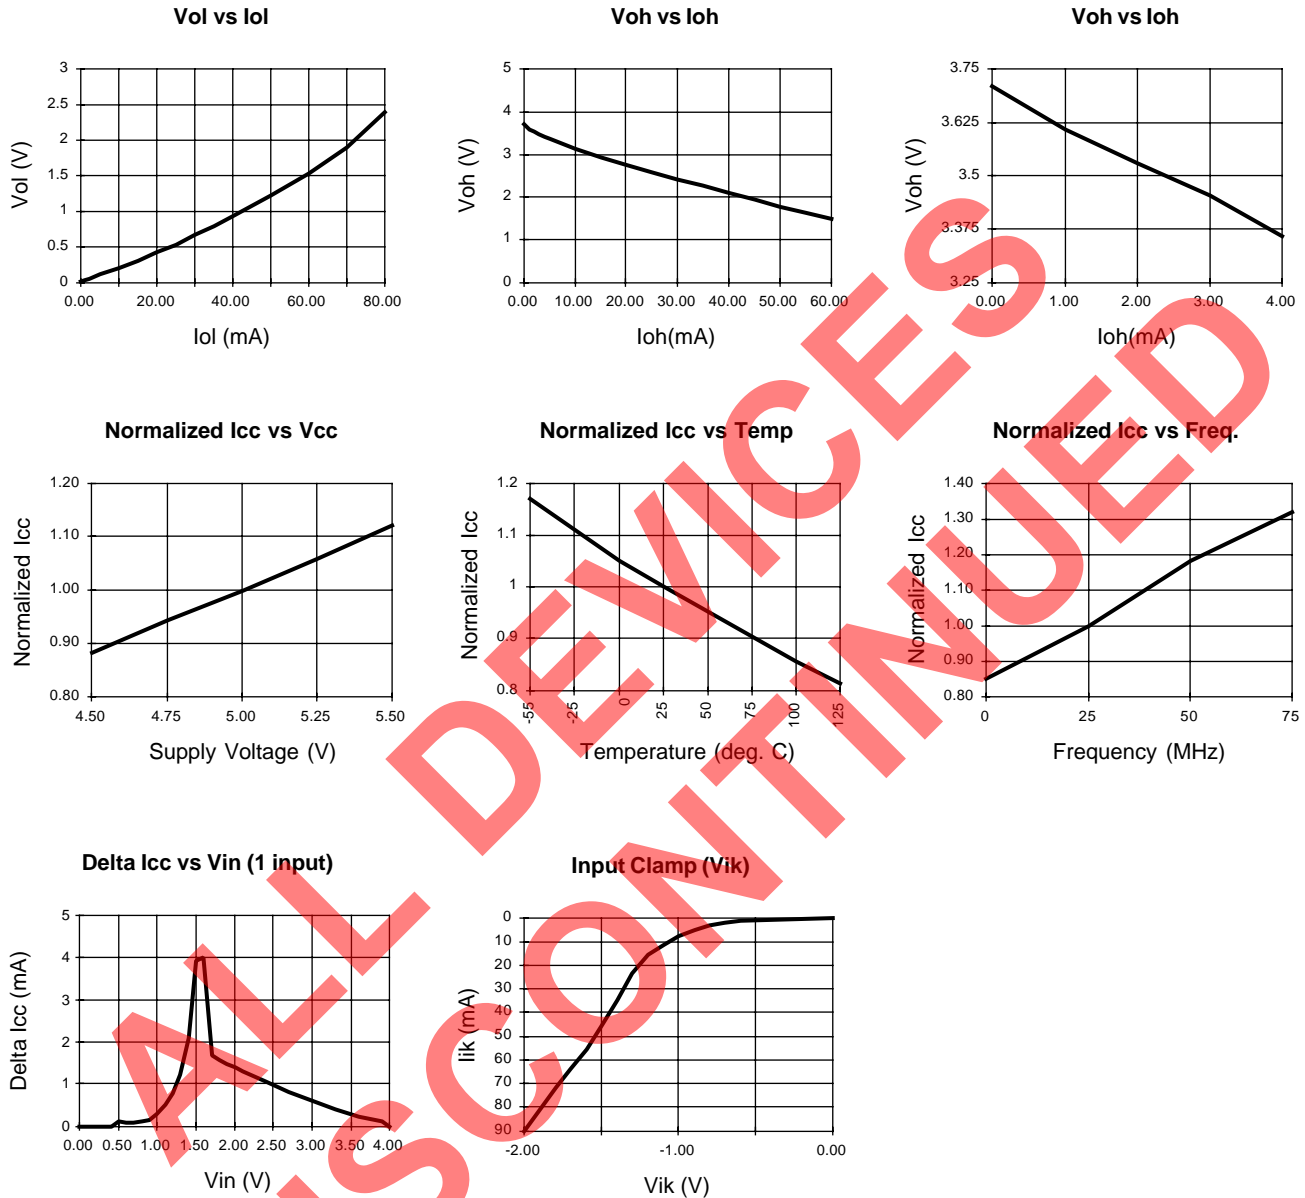 Vol vs Iol
Vol (V)
3
2.5
2
1.5
1
0.5
0
0.00 20.00 40.00 60.00 80.00
Iol (mA)
Voh vs Ioh
Voh (V)
5
4
3
2
1
0
0.00 10.00 20.00 30.00 40.00 50.00 60.00
Ioh(mA)
Voh vs Ioh
Voh (V)
3.75
3.625
3.5
3.375
3.25
0.00 1.00 2.00 3.00 4.00
Ioh(mA)
Normalized Icc vs Vcc
Normalized Icc
1.20
1.10
1.00
0.90
0.80
4.50 4.75 5.00 5.25 5.50
Supply Voltage (V)
Normalized Icc vs Temp
Normalized Icc
1.2
1.1
1
0.9
0.8
-55 -25 0 25 50 75 100 125
Temperature (deg. C)
Normalized Icc vs Freq.
Normalized Icc
1.40
1.30
1.20
1.10
1.00
0.90
0.80
0 25 50 75
Frequency (MHz)
Delta Icc vs Vin (1 input)
Delta Icc (mA)
5
4
3
2
1
0
0.00 0.50 1.00 1.50 2.00 2.50 3.00 3.50 4.00
Vin (V)
Input Clamp (Vik)
Iik (mA)
0
10
20
30
40
50
60
70
80
90
-2.00 -1.00 0.00
Vik (V)
ALL DEVICES
ISCONTINUED